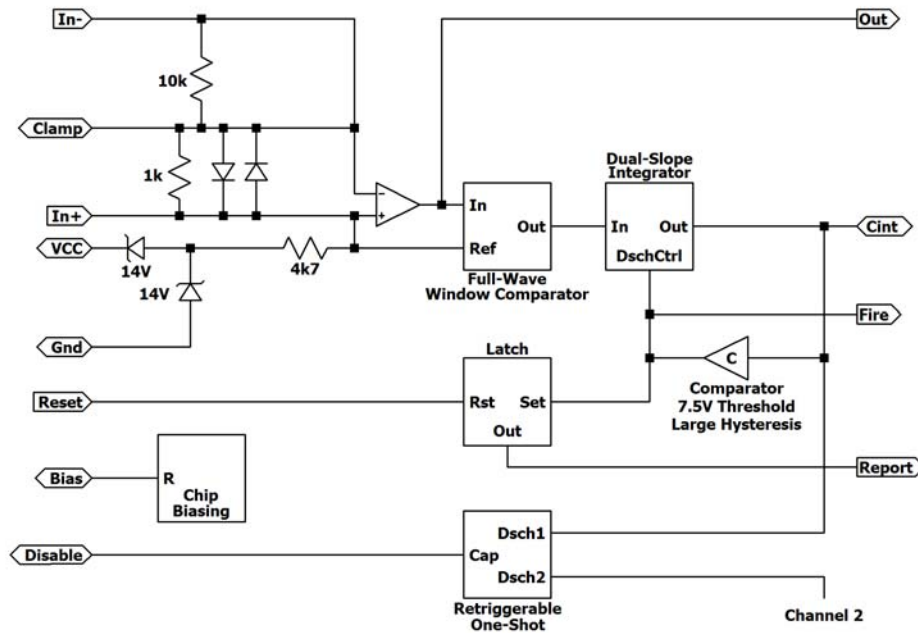 In-
Out
10k
Clamp
1k
Dual-Slope
Integrator
-
+
In
Out
Ref
In
Out
DschCtrl
Cint
In+
VCC
14V
14V
4k7
Full-Wave
Window Comparator
Fire
Gnd
Latch
C
Comparator
7.5V Threshold
Large Hysteresis
Reset
Rst
Set
Out
Report
Bias
R
Chip
Biasing
Disable
Dsch1
Cap
Dsch2
Retriggerable
One-Shot
Channel 2